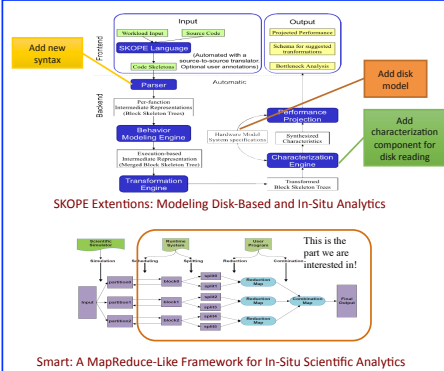 Input
Output
Workload Input
Source Code
Projected Performance
Frontend
SKOPE Language
Schema for suggested
transformations
(Automated with a
source-to-source translator
Optional user annotations)
Add new
syntax
Code Skeletons
Bottleneck Analysis
Parser
Automatic
Add disk
model
Backend
Per-function
Intermediate Representations
(Block Skeleton Trees)
Performance
Projection
Behavior
Modeling Engine
Hardware Model
System specifications
Synthesized
Characteristics
Add
characterization
component for
disk reading
Execution-based
Intermediate Representation
(Merged Block Skeleton Tree)
Characterization
Engine
Transformation
Engine
Transformed
Block Skeleton Trees
SKOPE Extentions: Modeling Disk-Based and In-Situ Analytics
Scientific
Simulator
Runtime
System
User
Program
This is the
part we are
interested in!
Simulation
Scheduling
Splitting
Reduction
Combination
Input
partition0
block0
split0
split1
Reduction
Map
partition1
block1
split2
split3
Reduction
Map
Combination
Map
Final
Output
partition2
block2
split4
split5
Reduction
Map
Smart: A MapReduce-Like Framework for In-Situ Scientific Analytics